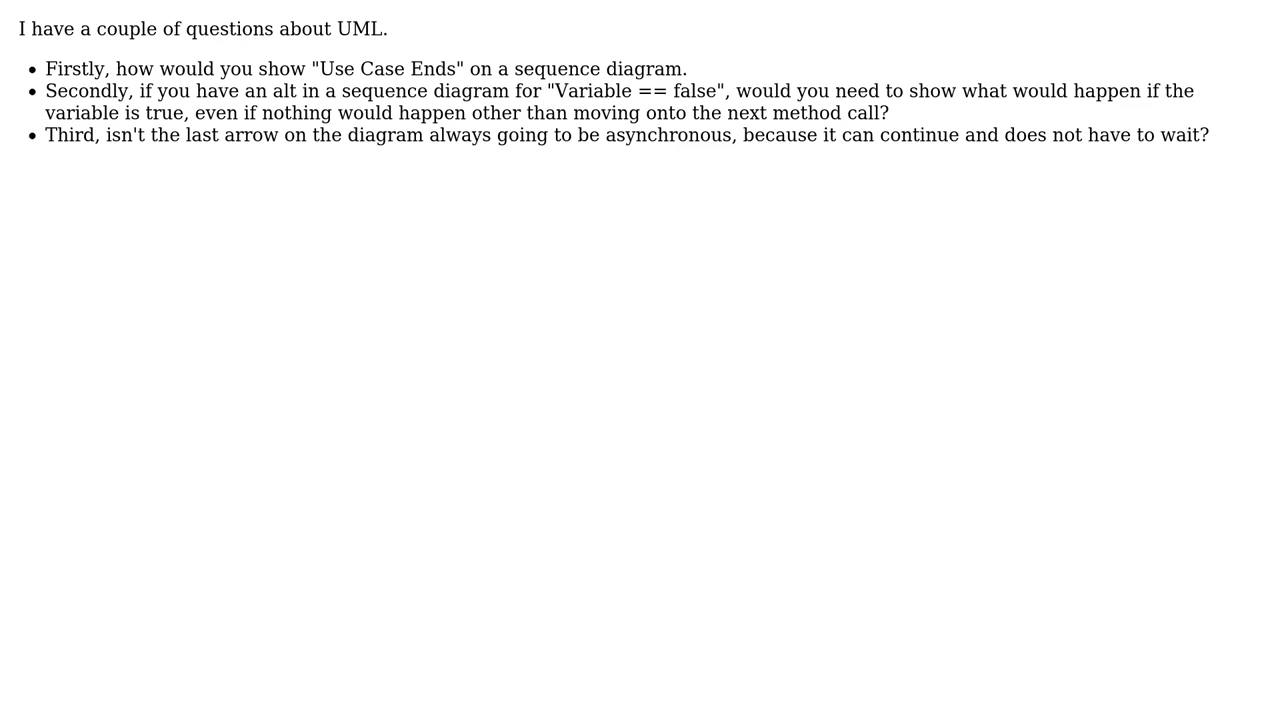 I have a couple of questions about UML.
• Firstly, how would you show "Use Case Ends" on a sequence diagram.
• Secondly, if you have an alt in a sequence diagram for "Variable == false", would you need to show what would happen if the
variable is true, even if nothing would happen other than moving onto the next method call?
• Third, isn't the last arrow on the diagram always going to be asynchronous, because it can continue and does not have to wait?